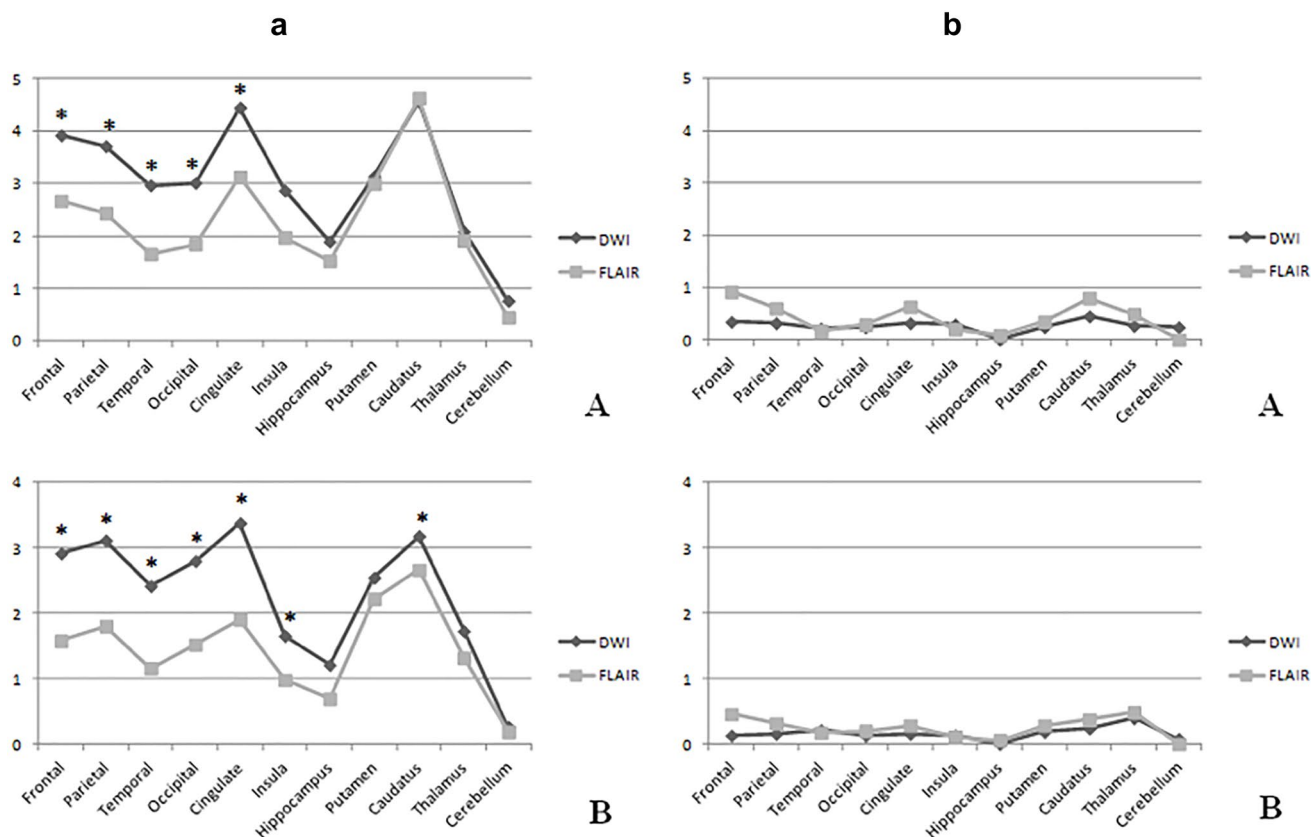 a
5
4
3
2
1
0
* * * * *
Frontal
Parietal
Temporal
Occipital
Cingulate
Insula
Hippocampus
Putamen
Caudatus
Thalamus
Cerebellum
DWI
FLAIR
A
b
5
4
3
2
1
0
Frontal
Parietal
Temporal
Occipital
Cingulate
Insula
Hippocampus
Putamen
Caudatus
Thalamus
Cerebellum
DWI
FLAIR
A
4
3
2
1
0
* * * * * * *
Frontal
Parietal
Temporal
Occipital
Cingulate
Insula
Hippocampus
Putamen
Caudatus
Thalamus
Cerebellum
DWI
FLAIR
B
4
3
2
1
0
Frontal
Parietal
Temporal
Occipital
Cingulate
Insula
Hippocampus
Putamen
Caudatus
Thalamus
Cerebellum
DWI
FLAIR
B